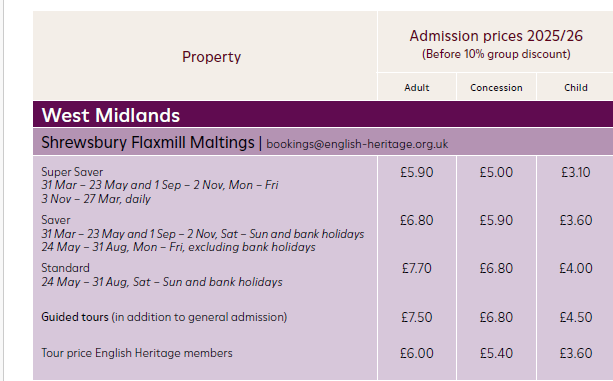 Property
Admission prices 2025/26
(Before 10% group discount)
Adult Concession Child
West Midlands
Shrewsbury Flaxmill Maltings | bookings@english-heritage.org.uk
Super Saver £5.90 £5.00 £3.10
31 Mar – 23 May and 1 Sep – 2 Nov, Mon – Fri
3 Nov – 27 Mar, daily
Saver £6.80 £5.90 £3.60
31 Mar – 23 May and 1 Sep – 2 Nov, Sat – Sun and bank holidays
24 May – 31 Aug, Mon – Fri, excluding bank holidays
Standard £7.70 £6.80 £4.00
24 May – 31 Aug, Sat – Sun and bank holidays
Guided tours (in addition to general admission) £7.50 £6.80 £4.50
Tour price English Heritage members £6.00 £5.40 £3.60